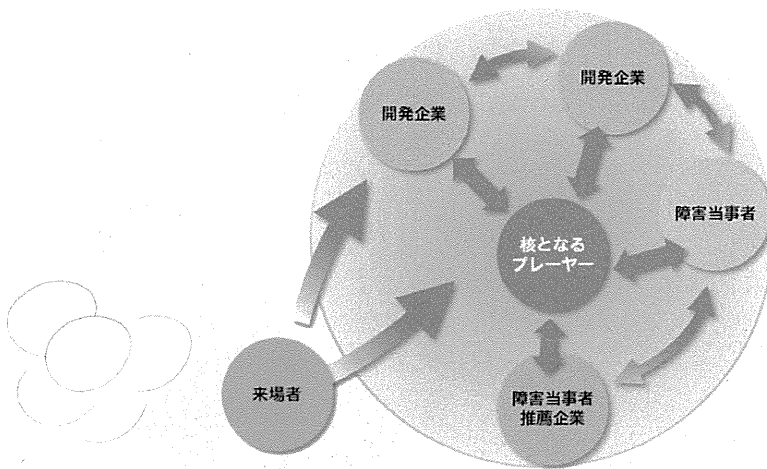 開発企業
開発企業
障害当事者
核となる
プレーヤー
来場者
障害当事者
推薦企業